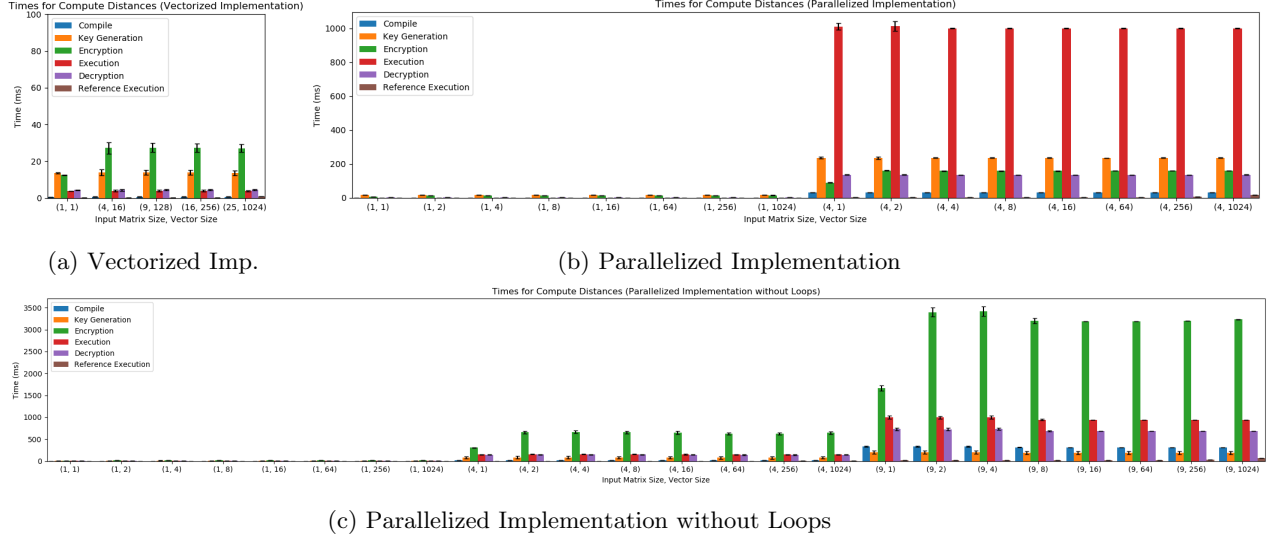 Times for Compute Distances (Vectorized Implementation)
100
80
60
40
20
0
Time (ms)
Compile
Key Generation
Encryption
Execution
Decryption
Reference Execution
(1, 1) (4, 16) (9, 128) (16, 256) (25, 1024)
Input Matrix Size, Vector Size
(a) Vectorized Imp.
Times for Compute Distances (Parallelized Implementation)
1000
800
600
400
200
0
Time (ms)
Compile
Key Generation
Encryption
Execution
Decryption
Reference Execution
(1, 1) (1, 2) (1, 4) (1, 8) (1, 16) (1, 64) (1, 256) (1, 1024) (4, 1) (4, 2) (4, 4) (4, 8) (4, 16) (4, 64) (4, 256) (4, 1024)
Input Matrix Size, Vector Size
(b) Parallelized Implementation
Times for Compute Distances (Parallelized Implementation without Loops)
3500
3000
2500
2000
1500
1000
500
0
Time (ms)
Compile
Key Generation
Encryption
Execution
Decryption
Reference Execution
(1, 1) (1, 2) (1, 4) (1, 8) (1, 16) (1, 64) (1, 256) (1, 1024) (4, 1) (4, 2) (4, 4) (4, 8) (4, 16) (4, 64) (4, 256) (4, 1024) (9, 1) (9, 2) (9, 4) (9, 8) (9, 16) (9, 64) (9, 256) (9, 1024)
Input Matrix Size, Vector Size
(c) Parallelized Implementation without Loops